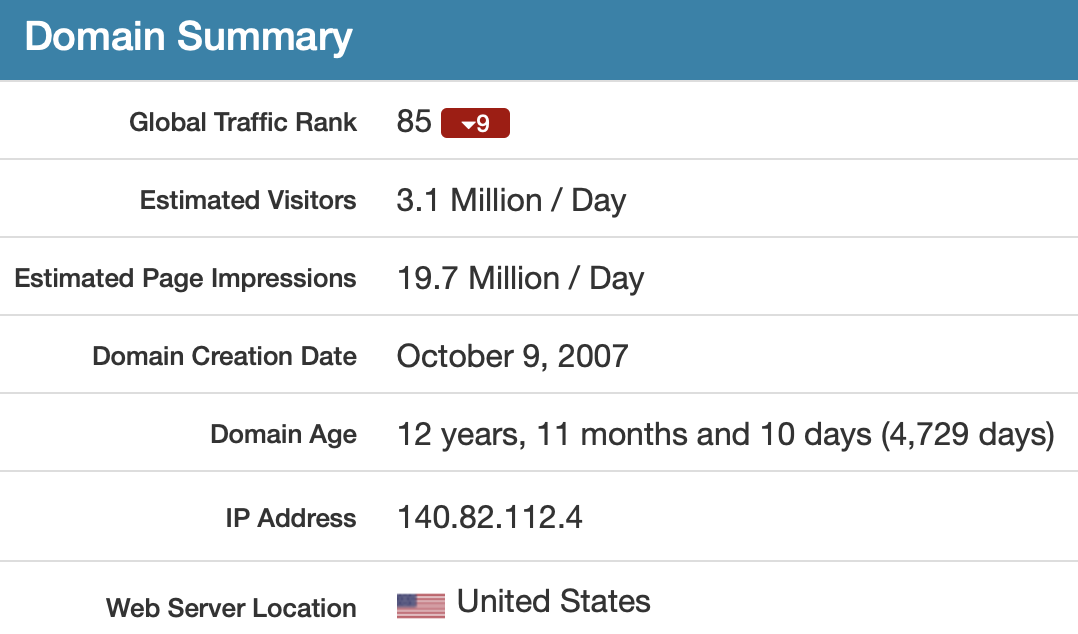 Domain Summary
Global Traffic Rank 85 ▼9
Estimated Visitors 3.1 Million / Day
Estimated Page Impressions 19.7 Million / Day
Domain Creation Date October 9, 2007
Domain Age 12 years, 11 months and 10 days (4,729 days)
IP Address 140.82.112.4
Web Server Location United States